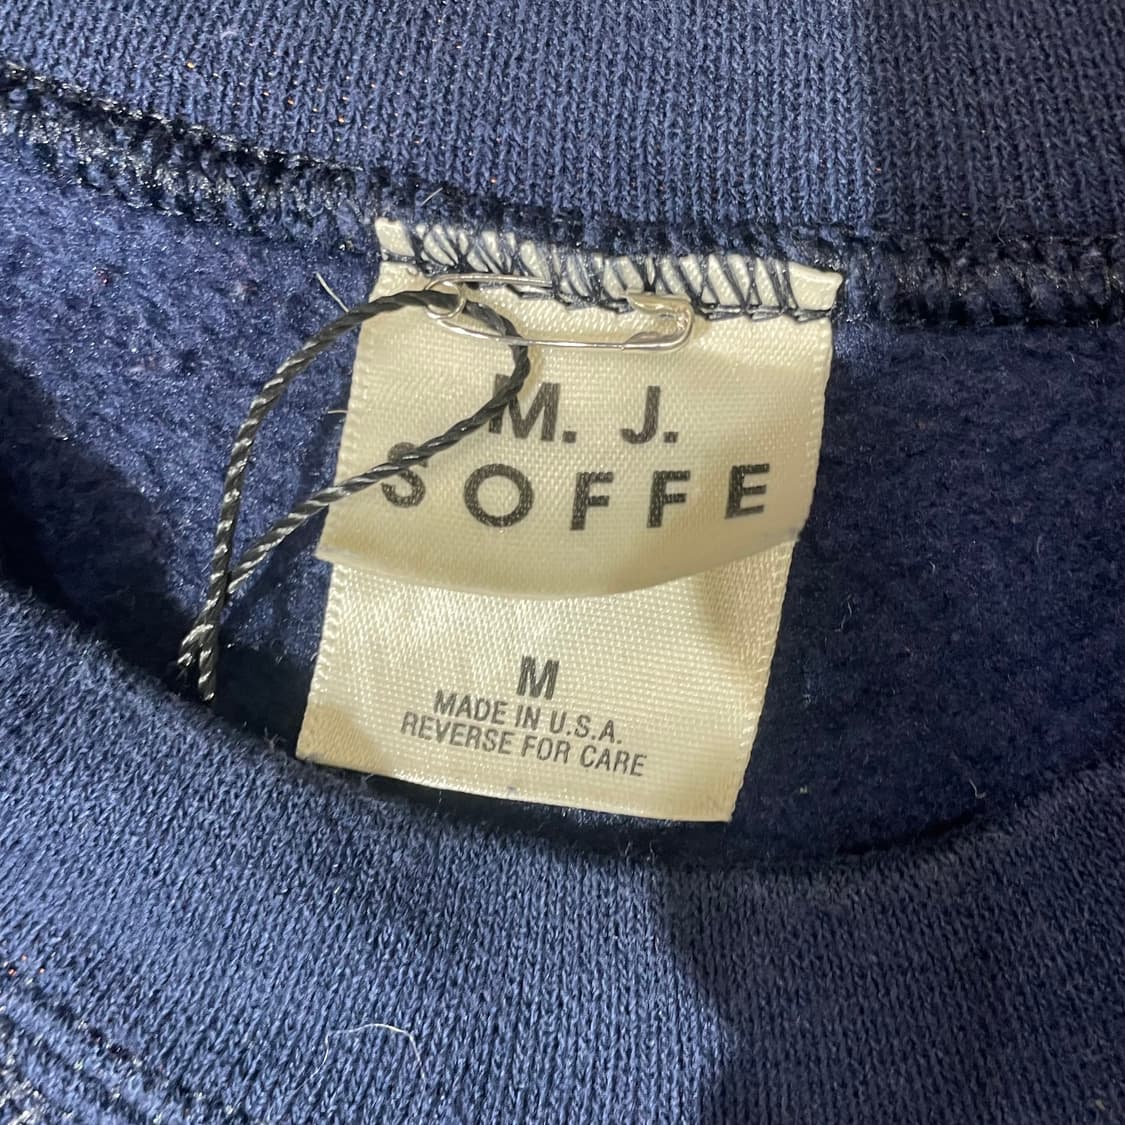 M. J.
SOFFE
M
MADE IN U.S.A.
REVERSE FOR CARE